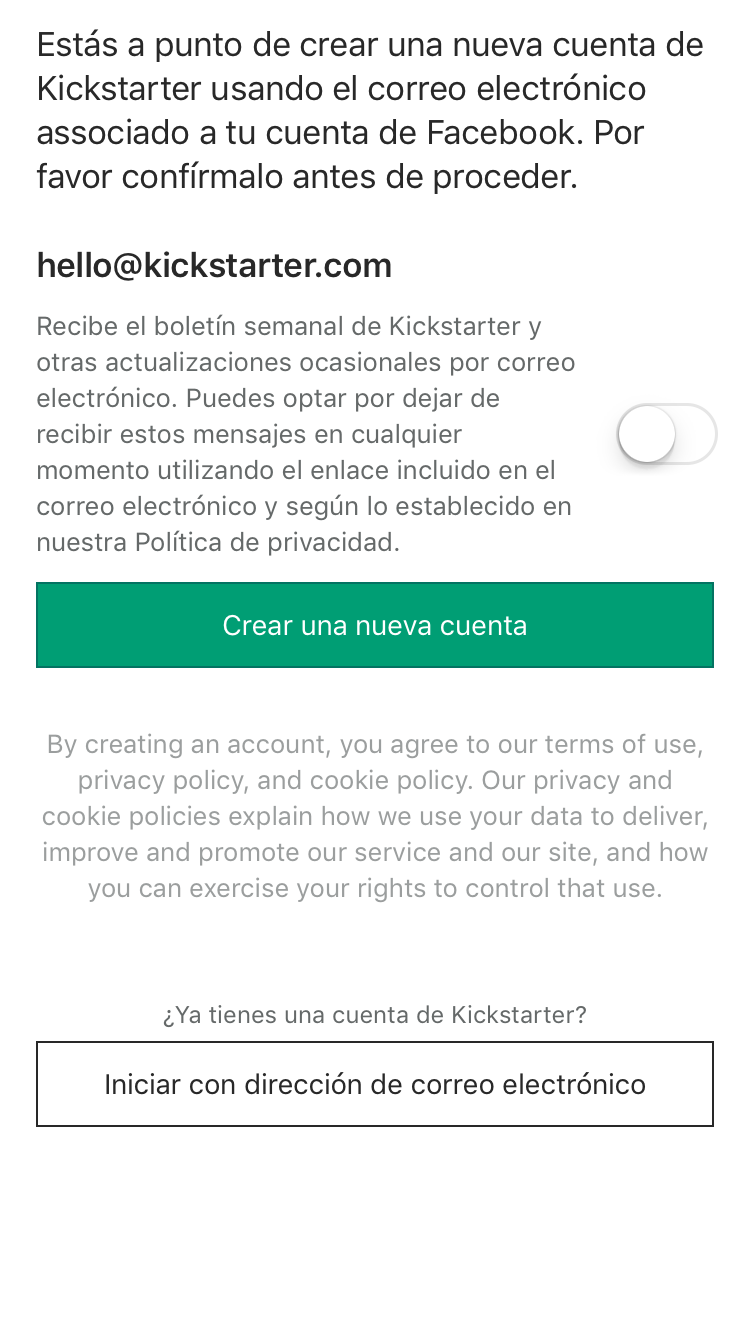 Estás a punto de crear una nueva cuenta de
Kickstarter usando el correo electrónico
associado a tu cuenta de Facebook. Por
favor confírmalo antes de proceder.
hello@kickstarter.com
Recibe el boletín semanal de Kickstarter y
otras actualizaciones ocasionales por correo
electrónico. Puedes optar por dejar de
recibir estos mensajes en cualquier
momento utilizando el enlace incluido en el
correo electrónico y según lo establecido en
nuestra Política de privacidad.
Crear una nueva cuenta
By creating an account, you agree to our terms of use,
privacy policy, and cookie policy. Our privacy and
cookie policies explain how we use your data to deliver,
improve and promote our service and our site, and how
you can exercise your rights to control that use.
¿Ya tienes una cuenta de Kickstarter?
Iniciar con dirección de correo electrónico